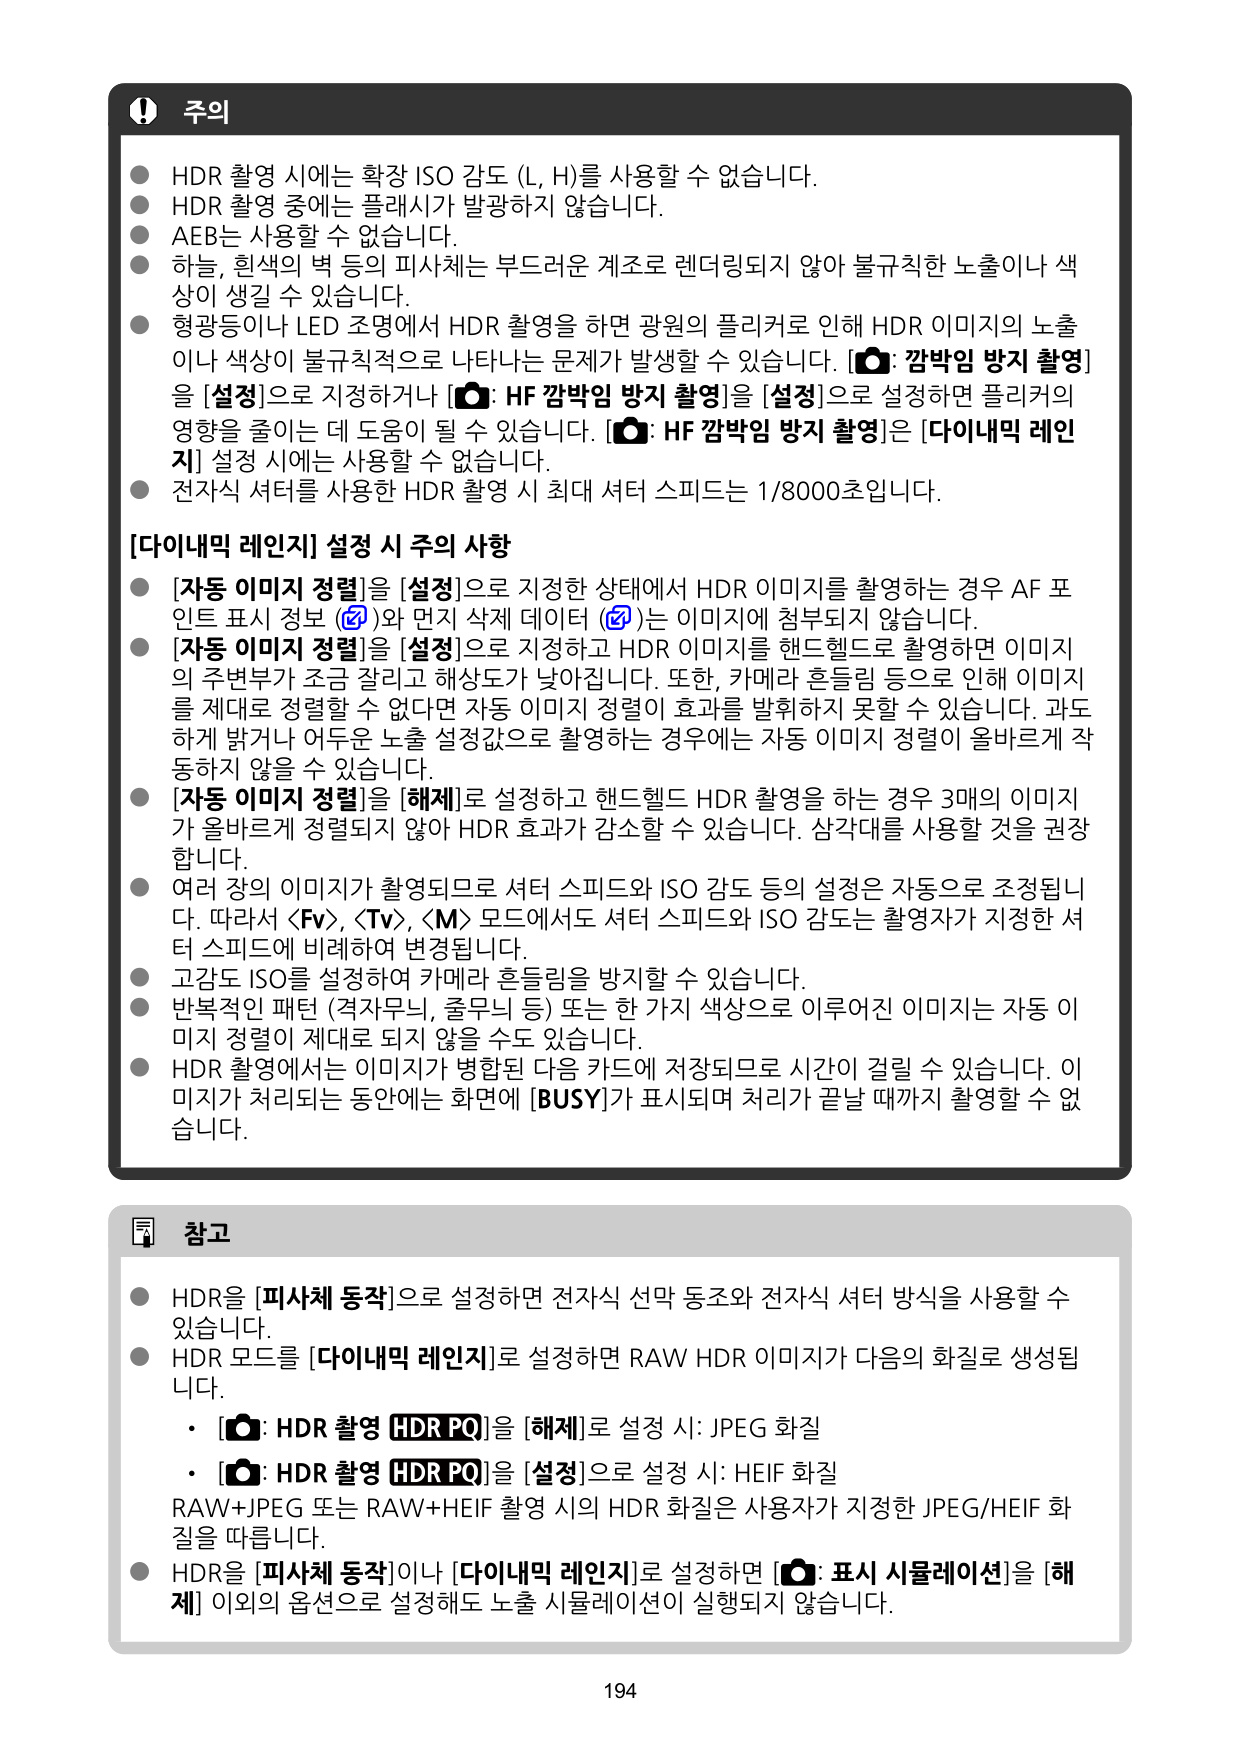 주의
● HDR 촬영 시에는 확장 ISO 감도 (L, H)를 사용할 수 없습니다.
● HDR 촬영 중에는 플래시가 발광하지 않습니다.
● AEB는 사용할 수 없습니다.
● 하늘, 흰색의 벽 등의 피사체는 부드러운 계조로 렌더링되지 않아 불규칙한 노출이나 색
상이 생길 수 있습니다.
● 형광등이나 LED 조명에서 HDR 촬영을 하면 광원의 플리커로 인해 HDR 이미지의 노출
이나 색상이 불규칙적으로 나타나는 문제가 발생할 수 있습니다. [: 깜박임 방지 촬영]
을 [설정]으로 지정하거나 [: HF 깜박임 방지 촬영]을 [설정]으로 설정하면 플리커의
영향을 줄이는 데 도움이 될 수 있습니다. [: HF 깜박임 방지 촬영]은 [다이내믹 레인
지] 설정 시에는 사용할 수 없습니다.
● 전자식 셔터를 사용한 HDR 촬영 시 최대 셔터 스피드는 1/8000초입니다.
[다이내믹 레인지] 설정 시 주의 사항
● [자동 이미지 정렬]을 [설정]으로 지정한 상태에서 HDR 이미지를 촬영하는 경우 AF 포
인트 표시 정보 ( )와 먼지 삭제 데이터 ( )는 이미지에 첨부되지 않습니다.
● [자동 이미지 정렬]을 [설정]으로 지정하고 HDR 이미지를 핸드헬드로 촬영하면 이미지
의 주변부가 조금 잘리고 해상도가 낮아집니다. 또한, 카메라 흔들림 등으로 인해 이미지
를 제대로 정렬할 수 없다면 자동 이미지 정렬이 효과를 발휘하지 못할 수 있습니다. 과도
하게 밝거나 어두운 노출 설정값으로 촬영하는 경우에는 자동 이미지 정렬이 올바르게 작
동하지 않을 수 있습니다.
● [자동 이미지 정렬]을 [해제]로 설정하고 핸드헬드 HDR 촬영을 하는 경우 3매의 이미지
가 올바르게 정렬되지 않아 HDR 효과가 감소할 수 있습니다. 삼각대를 사용할 것을 권장
합니다.
● 여러 장의 이미지가 촬영되므로 셔터 스피드와 ISO 감도 등의 설정은 자동으로 조정됩니
다. 따라서 <Fv>, <Tv>, <M> 모드에서도 셔터 스피드와 ISO 감도는 촬영자가 지정한 셔
터 스피드에 비례하여 변경됩니다.
● 고감도 ISO를 설정하여 카메라 흔들림을 방지할 수 있습니다.
● 반복적인 패턴 (격자무늬, 줄무늬 등) 또는 한 가지 색상으로 이루어진 이미지는 자동 이
미지 정렬이 제대로 되지 않을 수도 있습니다.
● HDR 촬영에서는 이미지가 병합된 다음 카드에 저장되므로 시간이 걸릴 수 있습니다. 이
미지가 처리되는 동안에는 화면에 [BUSY]가 표시되며 처리가 끝날 때까지 촬영할 수 없
습니다.
참고
● HDR을 [피사체 동작]으로 설정하면 전자식 선막 동조와 전자식 셔터 방식을 사용할 수
있습니다.
● HDR 모드를 [다이내믹 레인지]로 설정하면 RAW HDR 이미지가 다음의 화질로 생성됩
니다.
• [: HDR 촬영 HDR PQ]을 [해제]로 설정 시: JPEG 화질
• [: HDR 촬영 HDR PQ]을 [설정]으로 설정 시: HEIF 화질
RAW+JPEG 또는 RAW+HEIF 촬영 시의 HDR 화질은 사용자가 지정한 JPEG/HEIF 화
질을 따릅니다.
● HDR을 [피사체 동작]이나 [다이내믹 레인지]로 설정하면 [: 표시 시뮬레이션]을 [해
제] 이외의 옵션으로 설정해도 노출 시뮬레이션이 실행되지 않습니다.
194